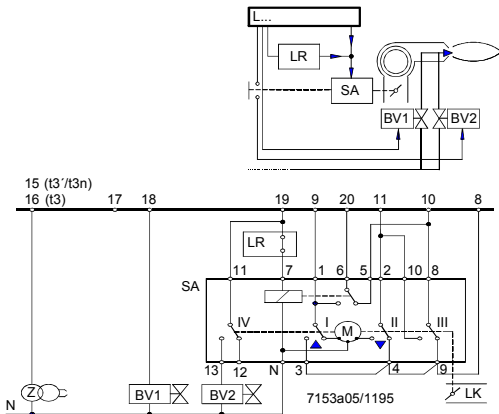 L...
LR
SA
BV1
BV2
15 (t3´/t3n)
16 (t3)
17
18
19
9
20
11
10
8
LR
11
7
1
6
5
2
10
8
SA
IV
I
M
II
III
13
12
N
3
4
9
Z
BV1
BV2
7153a05/1195
LK
N